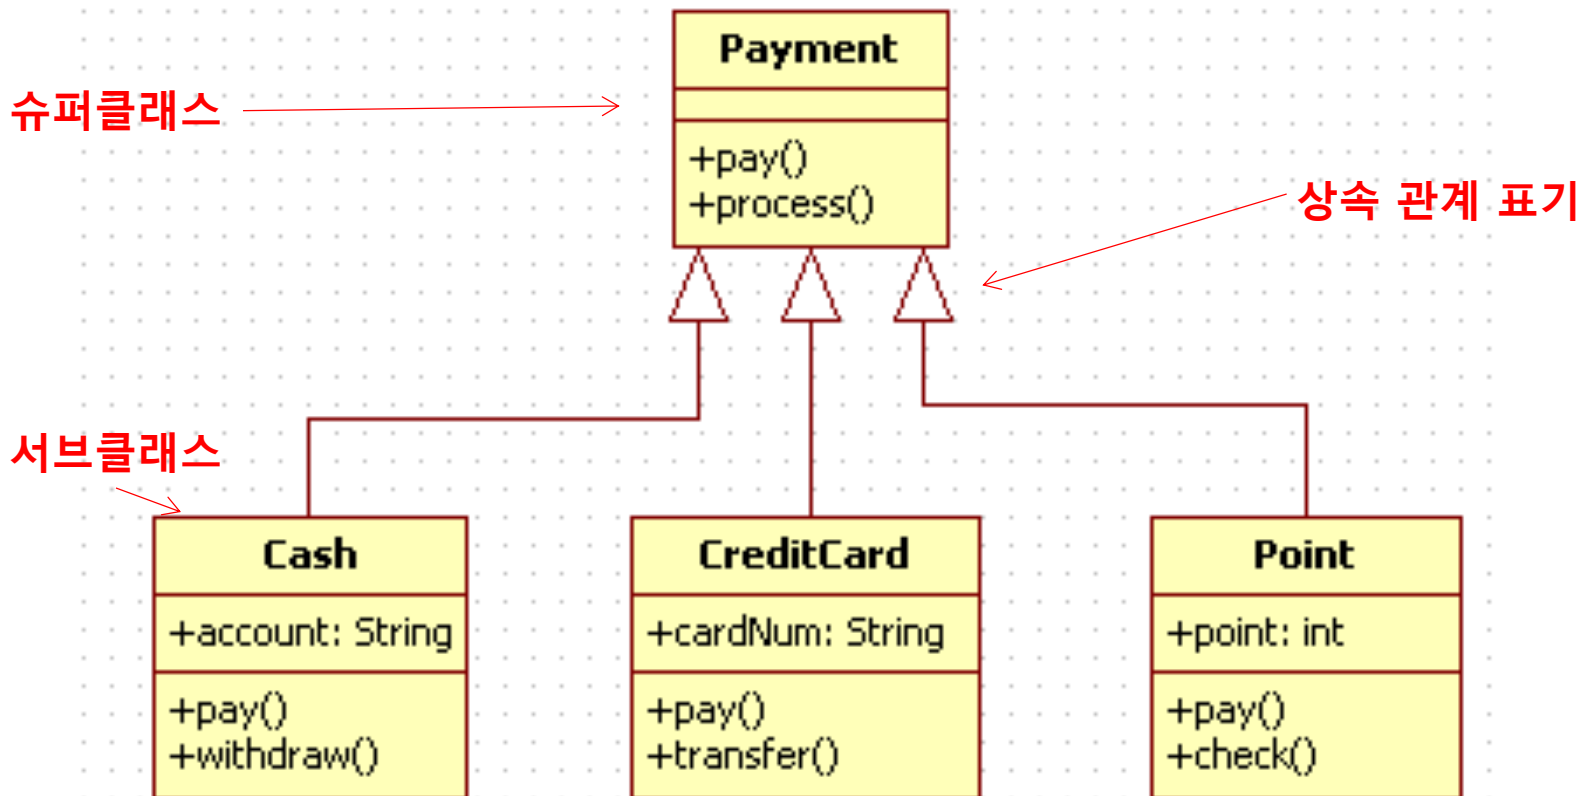 Payment
슈퍼클래스
+pay()
+process()
상속 관계 표기
서브클래스
Cash
+account: String
+pay()
+withdraw()
CreditCard
+cardNum: String
+pay()
+transfer()
Point
+point: int
+pay()
+check()